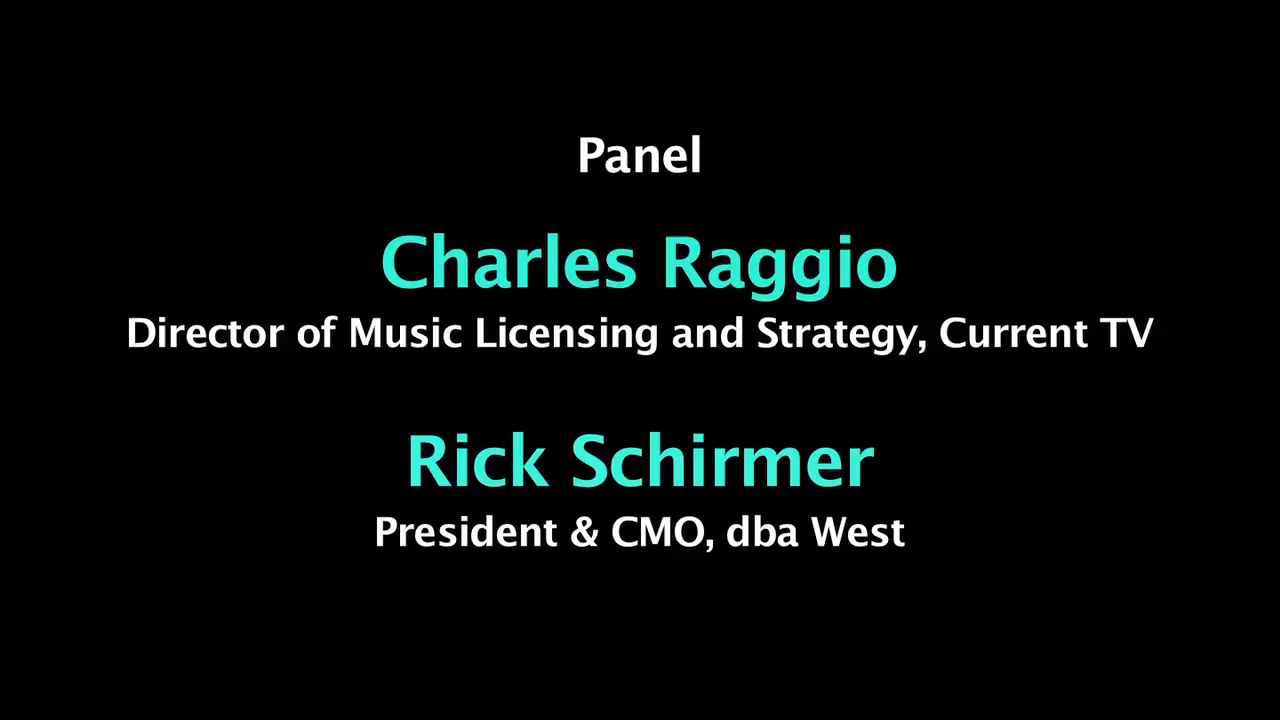 Panel
Charles Raggio
Director of Music Licensing and Strategy, Current TV
Rick Schirmer
President & CMO, dba West